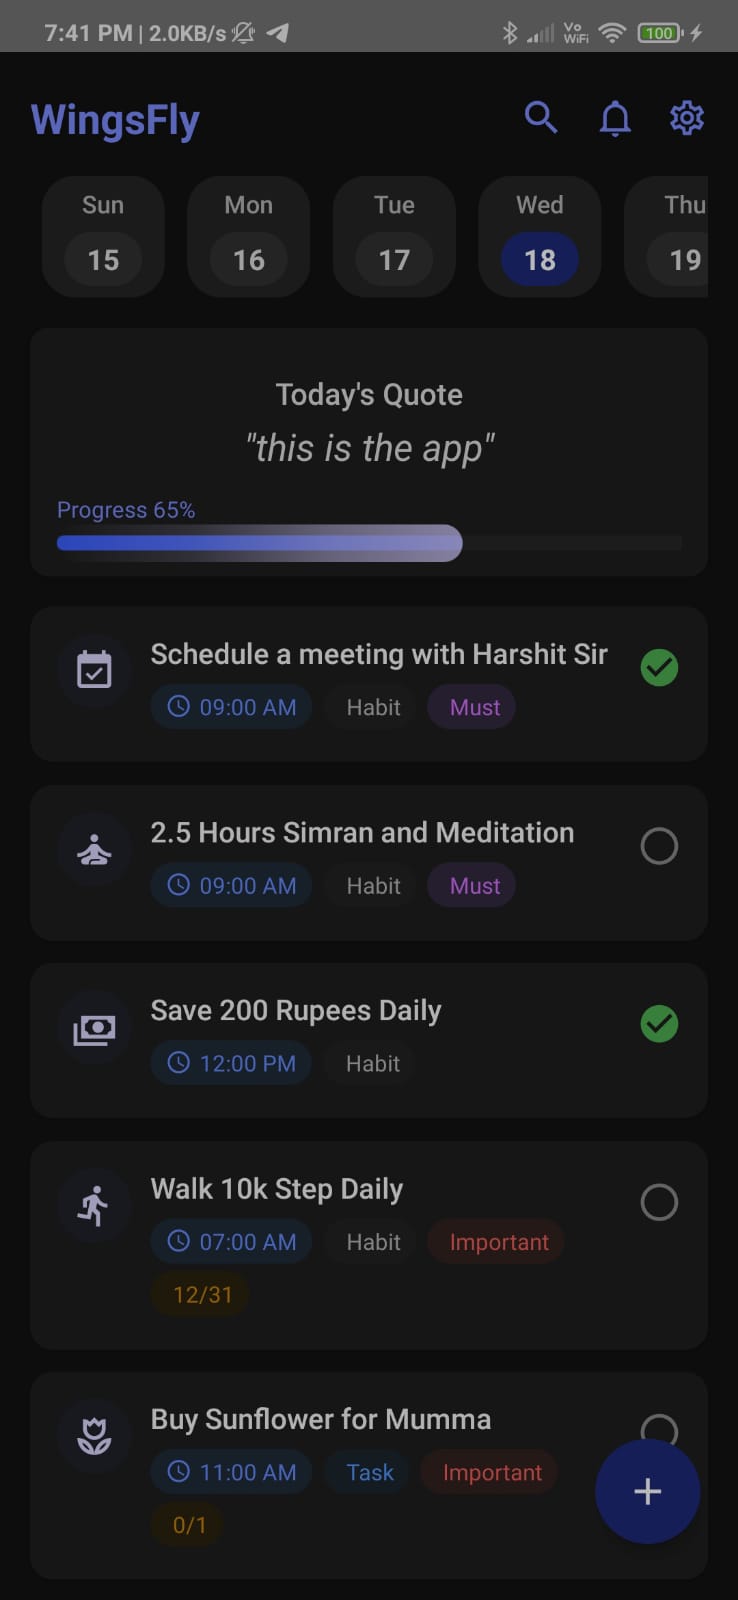 7:41 PM | 2.0KB/s
Vo WiFi
100
WingsFly
Sun Mon Tue Wed Thu
15 16 17 18 19
Today's Quote
"this is the app"
Progress 65%
Schedule a meeting with Harshit Sir
09:00 AM Habit Must
2.5 Hours Simran and Meditation
09:00 AM Habit Must
Save 200 Rupees Daily
12:00 PM Habit
Walk 10k Step Daily
07:00 AM Habit Important
12/31
Buy Sunflower for Mumma
11:00 AM Task Important
0/1
+